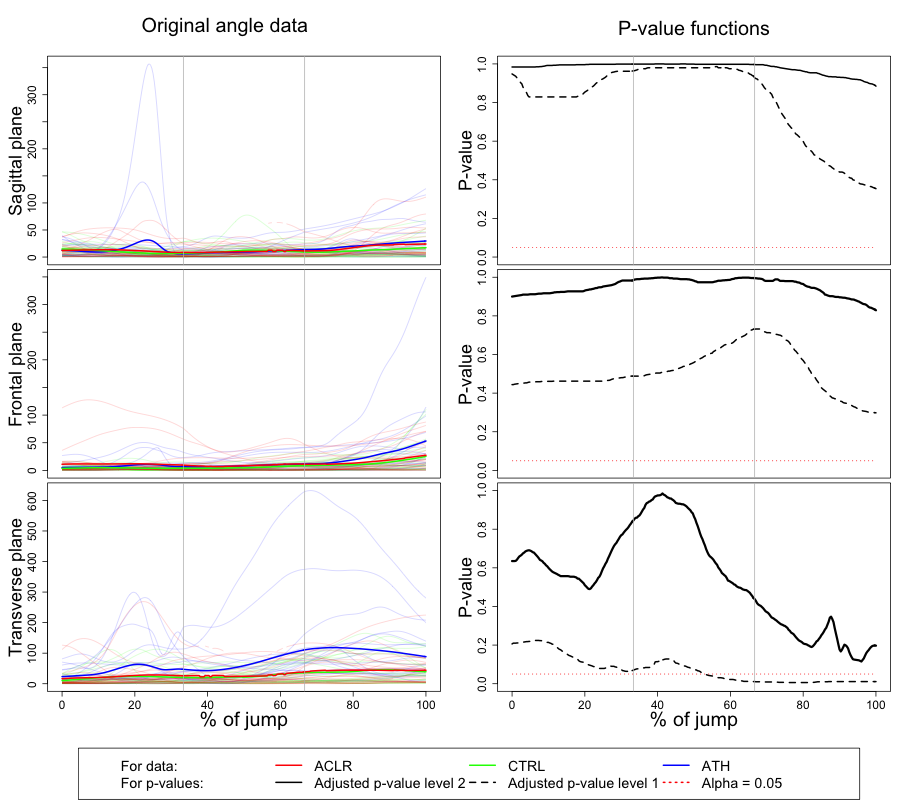 Original angle data
P-value functions
Sagittal plane
0
50
100
200
300
P-value
0.0
0.2
0.4
0.6
0.8
1.0
Frontal plane
0
50
100
200
300
P-value
0.0
0.2
0.4
0.6
0.8
1.0
Transverse plane
0
100
200
300
400
500
600
P-value
0.0
0.2
0.4
0.6
0.8
1.0
0 20 40 60 80 100
0 20 40 60 80 100
% of jump
% of jump
For data: ACLR CTRL ATH
For p-values: Adjusted p-value level 2 Adjusted p-value level 1 Alpha = 0.05